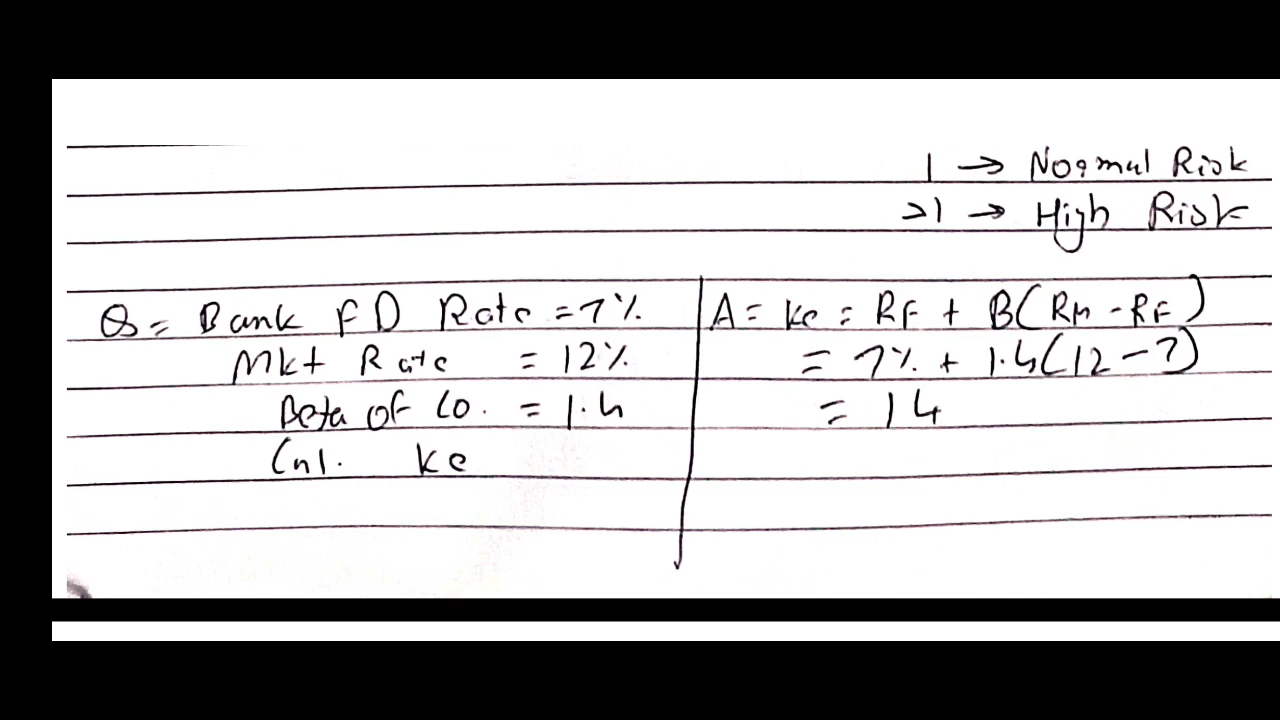 1 → Normal Risk
>1 → High Risk
Q = Bank FD Rate = 7%
Mkt Rate = 12%
Beta of Co. = 1.4
Cal. Ke
A = Ke = RF + B(RM - RF)
= 7% + 1.4(12 - 7)
= 14